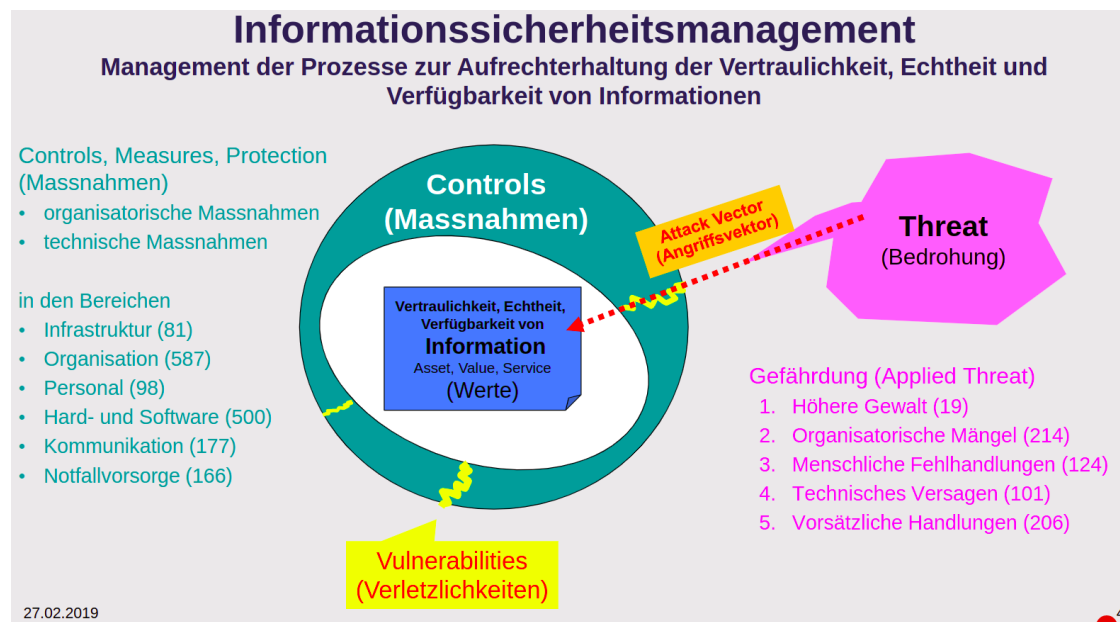 Informationssicherheitsmanagement
Management der Prozesse zur Aufrechterhaltung der Vertraulichkeit, Echtheit und
Verfügbarkeit von Informationen
Controls, Measures, Protection
(Massnahmen)
• organisatorische Massnahmen
• technische Massnahmen
in den Bereichen
• Infrastruktur (81)
• Organisation (587)
• Personal (98)
• Hard- und Software (500)
• Kommunikation (177)
• Notfallvorsorge (166)
Controls
(Massnahmen)
Vertraulichkeit, Echtheit,
Verfügbarkeit von
Information
Asset, Value, Service
(Werte)
Attack Vector
(Angriffsvektor)
Threat
(Bedrohung)
Gefährdung (Applied Threat)
1. Höhere Gewalt (19)
2. Organisatorische Mängel (214)
3. Menschliche Fehlhandlungen (124)
4. Technisches Versagen (101)
5. Vorsätzliche Handlungen (206)
Vulnerabilities
(Verletzlichkeiten)
27.02.2019